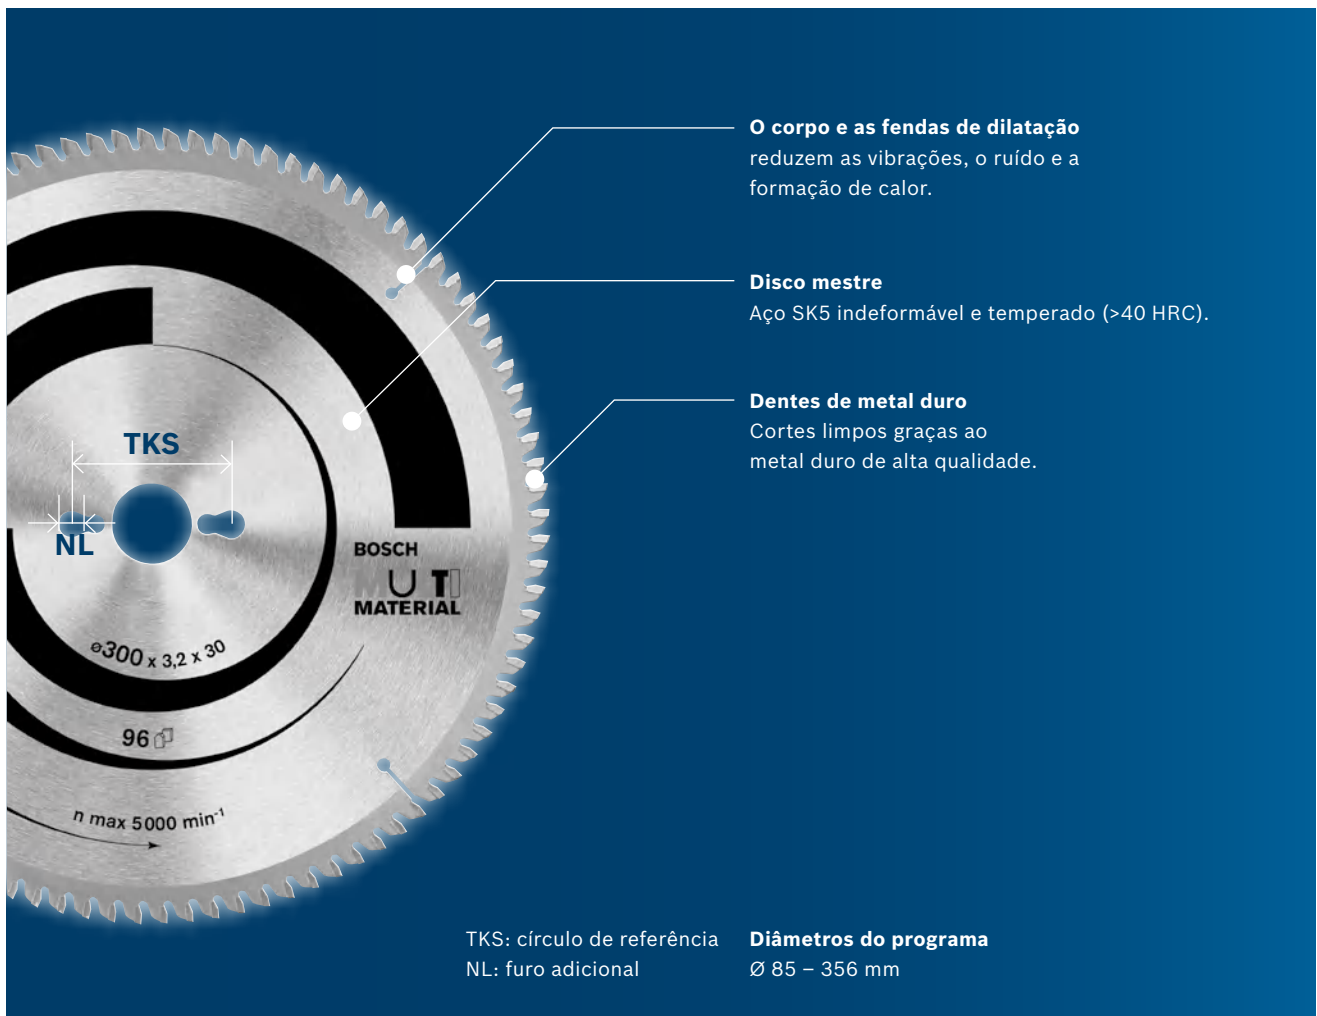 O corpo e as fendas de dilatação
reduzem as vibrações, o ruído e a
formação de calor.
Disco mestre
Aço SK5 indeformável e temperado (>40 HRC).
Dentes de metal duro
Cortes limpos graças ao
metal duro de alta qualidade.
TKS
NL
BOSCH
MULTI
MATERIAL
ø300 x 3,2 x 30
96
n max 5000 min⁻¹
TKS: círculo de referência
NL: furo adicional
Diâmetros do programa
Ø 85 – 356 mm